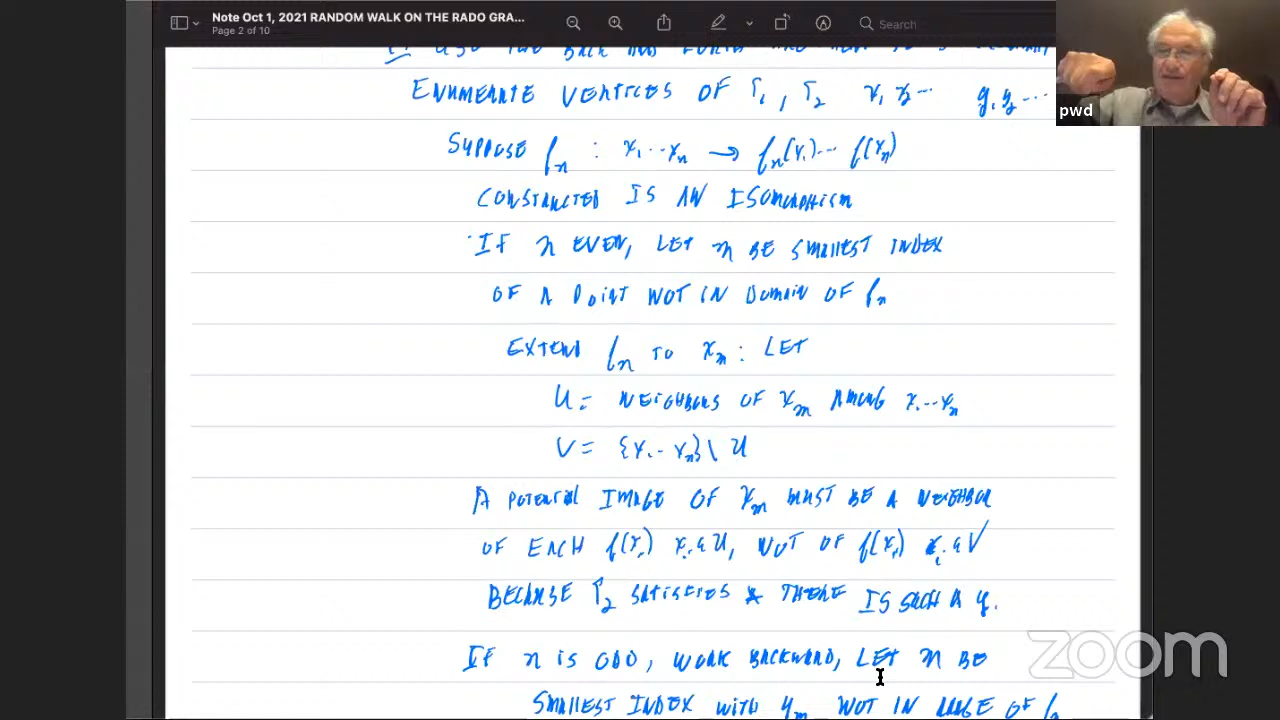 Note Oct 1, 2021 RANDOM WALK ON THE RADO GRA...
Page 2 of 10
Search
ENUMERATE VERTICES OF Γ₁, Γ₂ x₁ x₂ ... y₁ y₂ ...
pwd
SUPPOSE fₙ : x₁ ... xₙ → fₙ(x₁) ... f(xₙ)
CONSTRUCTED IS AN ISOMORPHISM
IF n EVEN, LET m BE SMALLEST INDEX
OF A POINT NOT IN DOMAIN OF fₙ
EXTEND fₙ TO xₘ : LET
U = NEIGHBORS OF xₘ AMONG x₁ ... xₙ
V = {x₁ ... xₙ} \ U
A POTENTIAL IMAGE OF xₘ MUST BE A NEIGHBOR
OF EACH f(xᵢ) xᵢ ∈ U, NOT OF f(xᵢ) xᵢ ∈ V
BECAUSE Γ₂ SATISFIES * THERE IS SUCH A y.
IF n IS ODD, WORK BACKWARD, LET m BE
SMALLEST INDEX WITH yₘ NOT IN RANGE OF fₙ
zoom